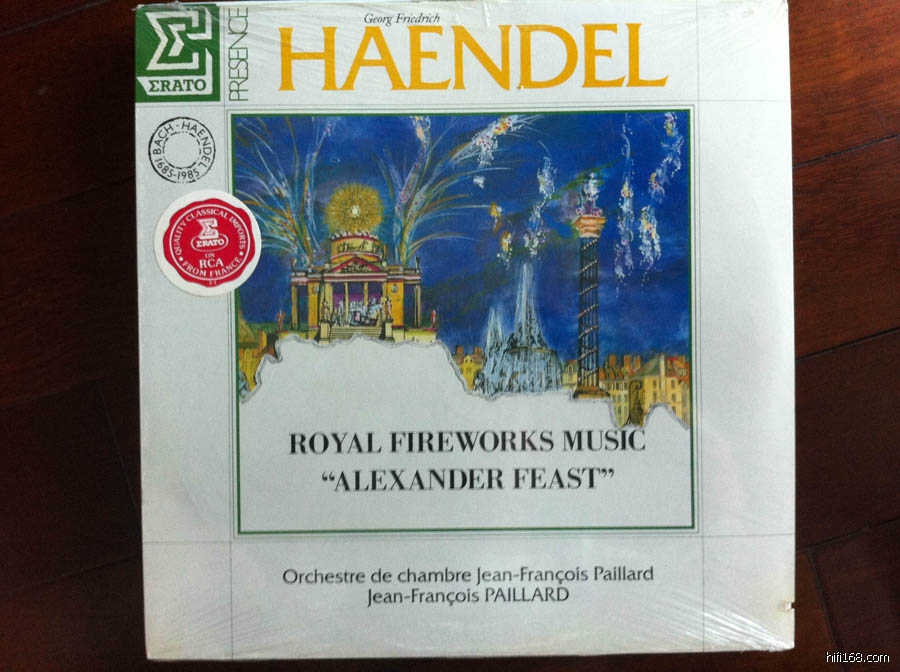 Georg Friedrich
HAENDEL
ΣRATO
PRESENCE
BACH - HAENDEL
1685-1985
QUALITY CLASSICAL IMPORTS
ΣRATO
ON
RCA
FROM FRANCE
ROYAL FIREWORKS MUSIC
“ALEXANDER FEAST”
Orchestre de chambre Jean-François Paillard
Jean-François PAILLARD
hifi168.com